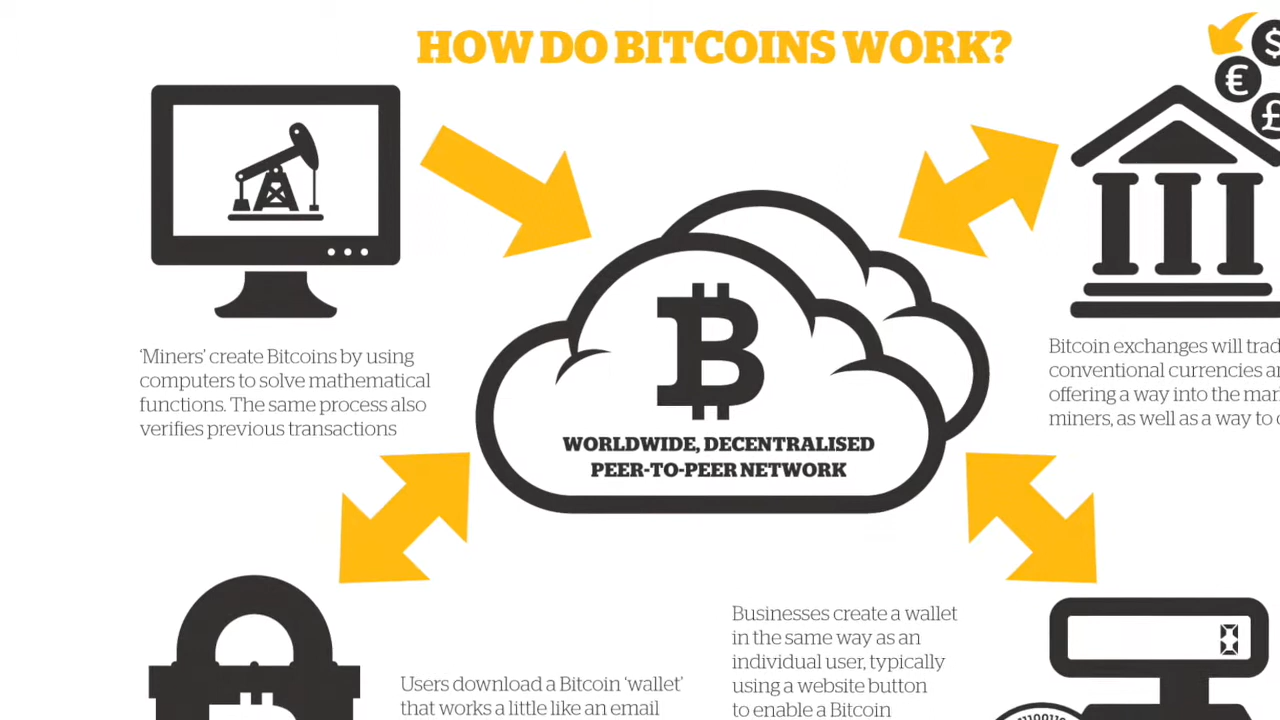 HOW DO BITCOINS WORK?
$
€
£
'Miners' create Bitcoins by using
computers to solve mathematical
functions. The same process also
verifies previous transactions
WORLDWIDE, DECENTRALISED
PEER-TO-PEER NETWORK
Bitcoin exchanges will
conventional currencies
offering a way into the
miners, as well as a way to
Users download a Bitcoin 'wallet'
that works a little like an email
Businesses create a wallet
in the same way as an
individual user, typically
using a website button
to enable a Bitcoin